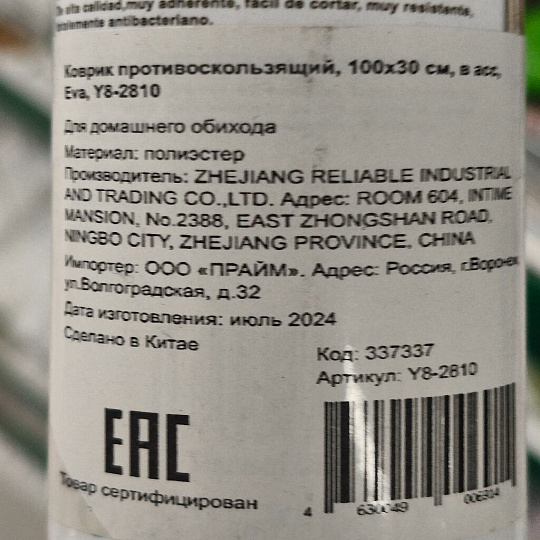 alta calidad,muy adherente, fácil de cortar, muy resistente,
antibacteriano.
Коврик противоскользящий, 100x30 см, в асс,
Eva, Y8-2810
Для домашнего обихода
Материал: полиэстер
Производитель: ZHEJIANG RELIABLE INDUSTRIAL
AND TRADING CO.,LTD. Адрес: ROOM 604, INTIME
MANSION, No.2388, EAST ZHONGSHAN ROAD,
NINGBO CITY, ZHEJIANG PROVINCE, CHINA
Импортер: ООО «ПРАЙМ». Адрес: Россия, г.Воронеж
ул.Волгоградская, д.32
Дата изготовления: июль 2024
Сделано в Китае
Код: 337337
Артикул: Y8-2810
EAC
Товар сертифицирован
4 630049 006914